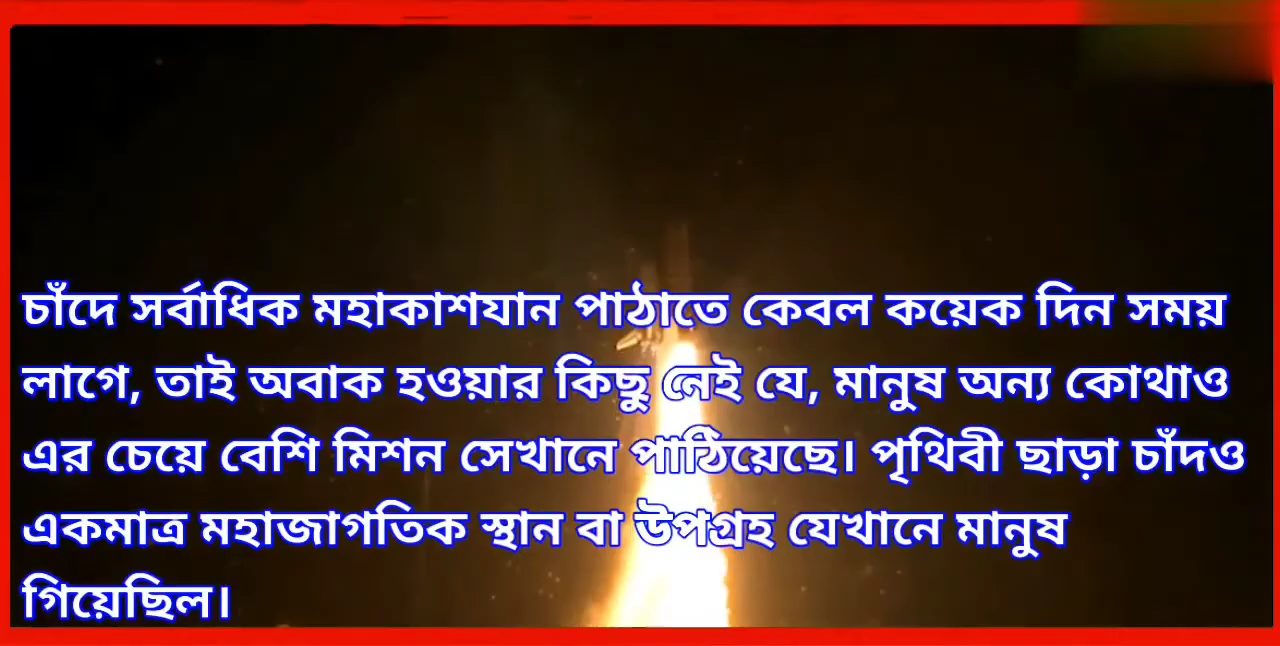 চাঁদে সর্বাধিক মহাকাশযান পাঠাতে কেবল কয়েক দিন সময়
লাগে, তাই অবাক হওয়ার কিছু নেই যে, মানুষ অন্য কোথাও
এর চেয়ে বেশি মিশন সেখানে পাঠিয়েছে। পৃথিবী ছাড়া চাঁদও
একমাত্র মহাজাগতিক স্থান বা উপগ্রহ যেখানে মানুষ
গিয়েছিল।